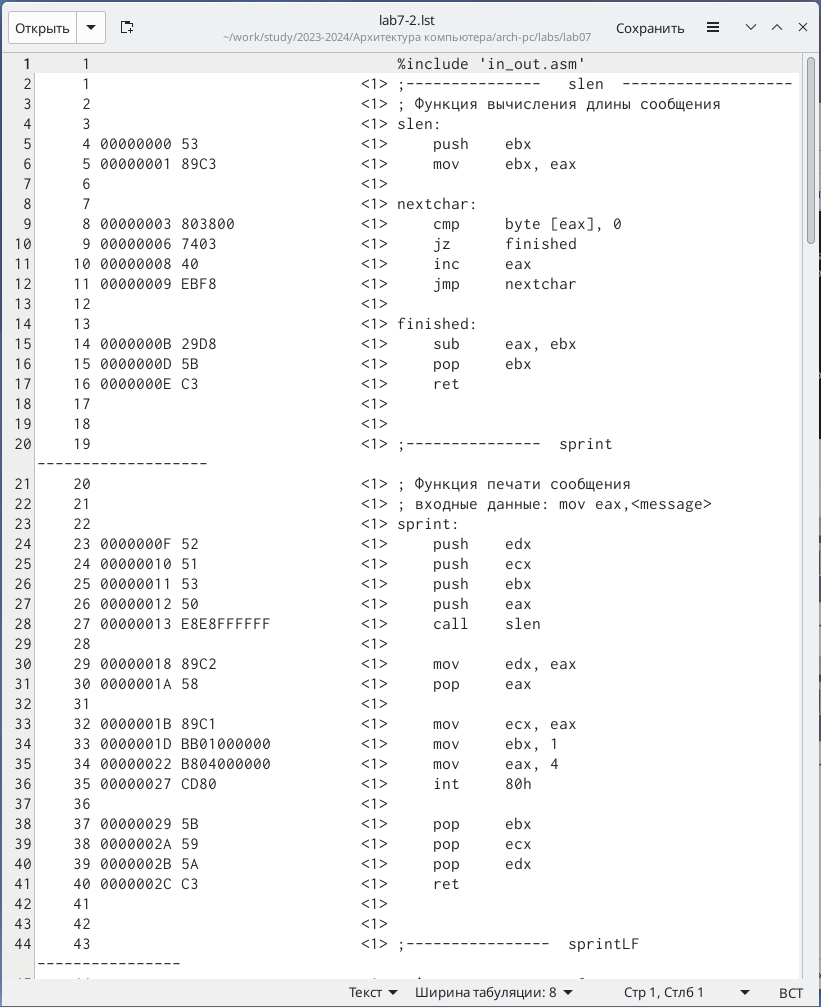 Открыть lab7-2.lst Сохранить
~/work/study/2023-2024/Архитектура компьютера/arch-pc/labs/lab07
1 1 %include 'in_out.asm'
2 1 <1> ;--------------- slen -------------------
3 2 <1> ; Функция вычисления длины сообщения
4 3 <1> slen:
5 4 00000000 53 <1> push ebx
6 5 00000001 89C3 <1> mov ebx, eax
7 6 <1>
8 7 <1> nextchar:
9 8 00000003 803800 <1> cmp byte [eax], 0
10 9 00000006 7403 <1> jz finished
11 10 00000008 40 <1> inc eax
12 11 00000009 EBF8 <1> jmp nextchar
13 12 <1>
14 13 <1> finished:
15 14 0000000B 29D8 <1> sub eax, ebx
16 15 0000000D 5B <1> pop ebx
17 16 0000000E C3 <1> ret
18 17 <1>
19 18 <1>
20 19 <1> ;--------------- sprint
-------------------
21 20 <1> ; Функция печати сообщения
22 21 <1> ; входные данные: mov eax,<message>
23 22 <1> sprint:
24 23 0000000F 52 <1> push edx
25 24 00000010 51 <1> push ecx
26 25 00000011 53 <1> push ebx
27 26 00000012 50 <1> push eax
28 27 00000013 E8E8FFFFFF <1> call slen
29 28 <1>
30 29 00000018 89C2 <1> mov edx, eax
31 30 0000001A 58 <1> pop eax
32 31 <1>
33 32 0000001B 89C1 <1> mov ecx, eax
34 33 0000001D BB01000000 <1> mov ebx, 1
35 34 00000022 B804000000 <1> mov eax, 4
36 35 00000027 CD80 <1> int 80h
37 36 <1>
38 37 00000029 5B <1> pop ebx
39 38 0000002A 59 <1> pop ecx
40 39 0000002B 5A <1> pop edx
41 40 0000002C C3 <1> ret
42 41 <1>
43 42 <1>
44 43 <1> ;---------------- sprintLF
----------------
Текст Ширина табуляции: 8 Стр 1, Стлб 1 ВСТ